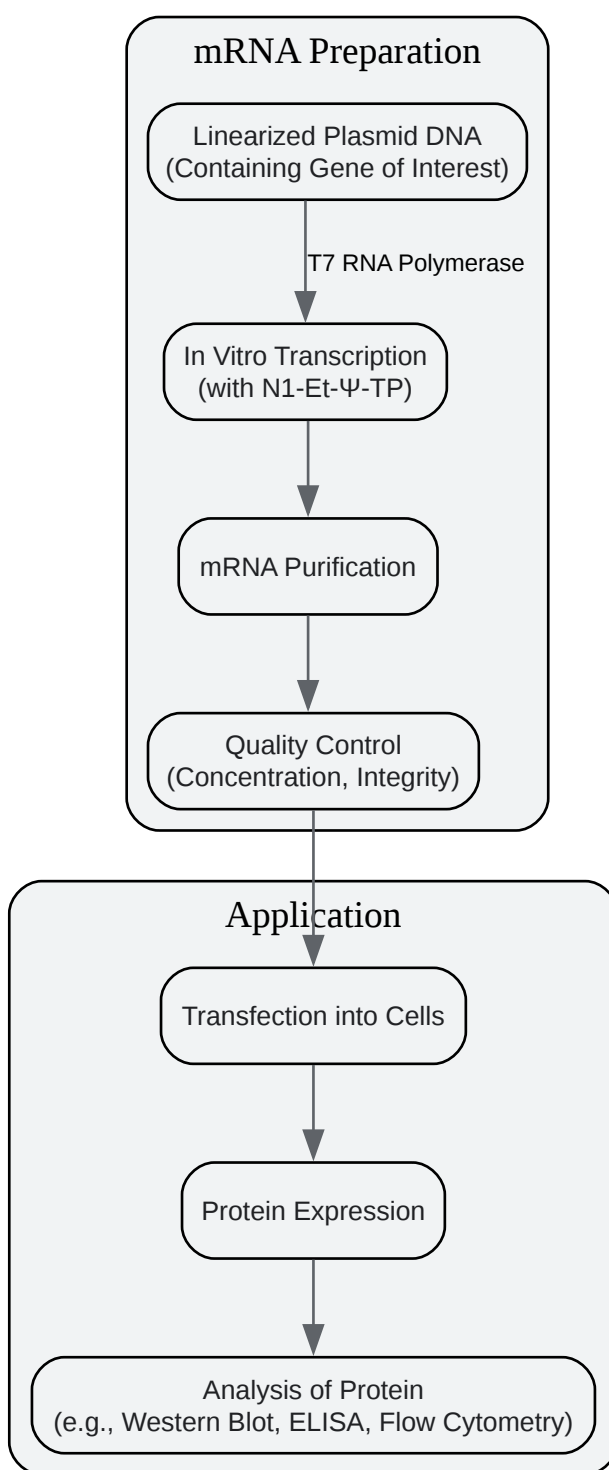 mRNA Preparation
Linearized Plasmid DNA
(Containing Gene of Interest)
T7 RNA Polymerase
In Vitro Transcription
(with N1-Et-Ψ-TP)
mRNA Purification
Quality Control
(Concentration, Integrity)
Application
Transfection into Cells
Protein Expression
Analysis of Protein
(e.g., Western Blot, ELISA, Flow Cytometry)